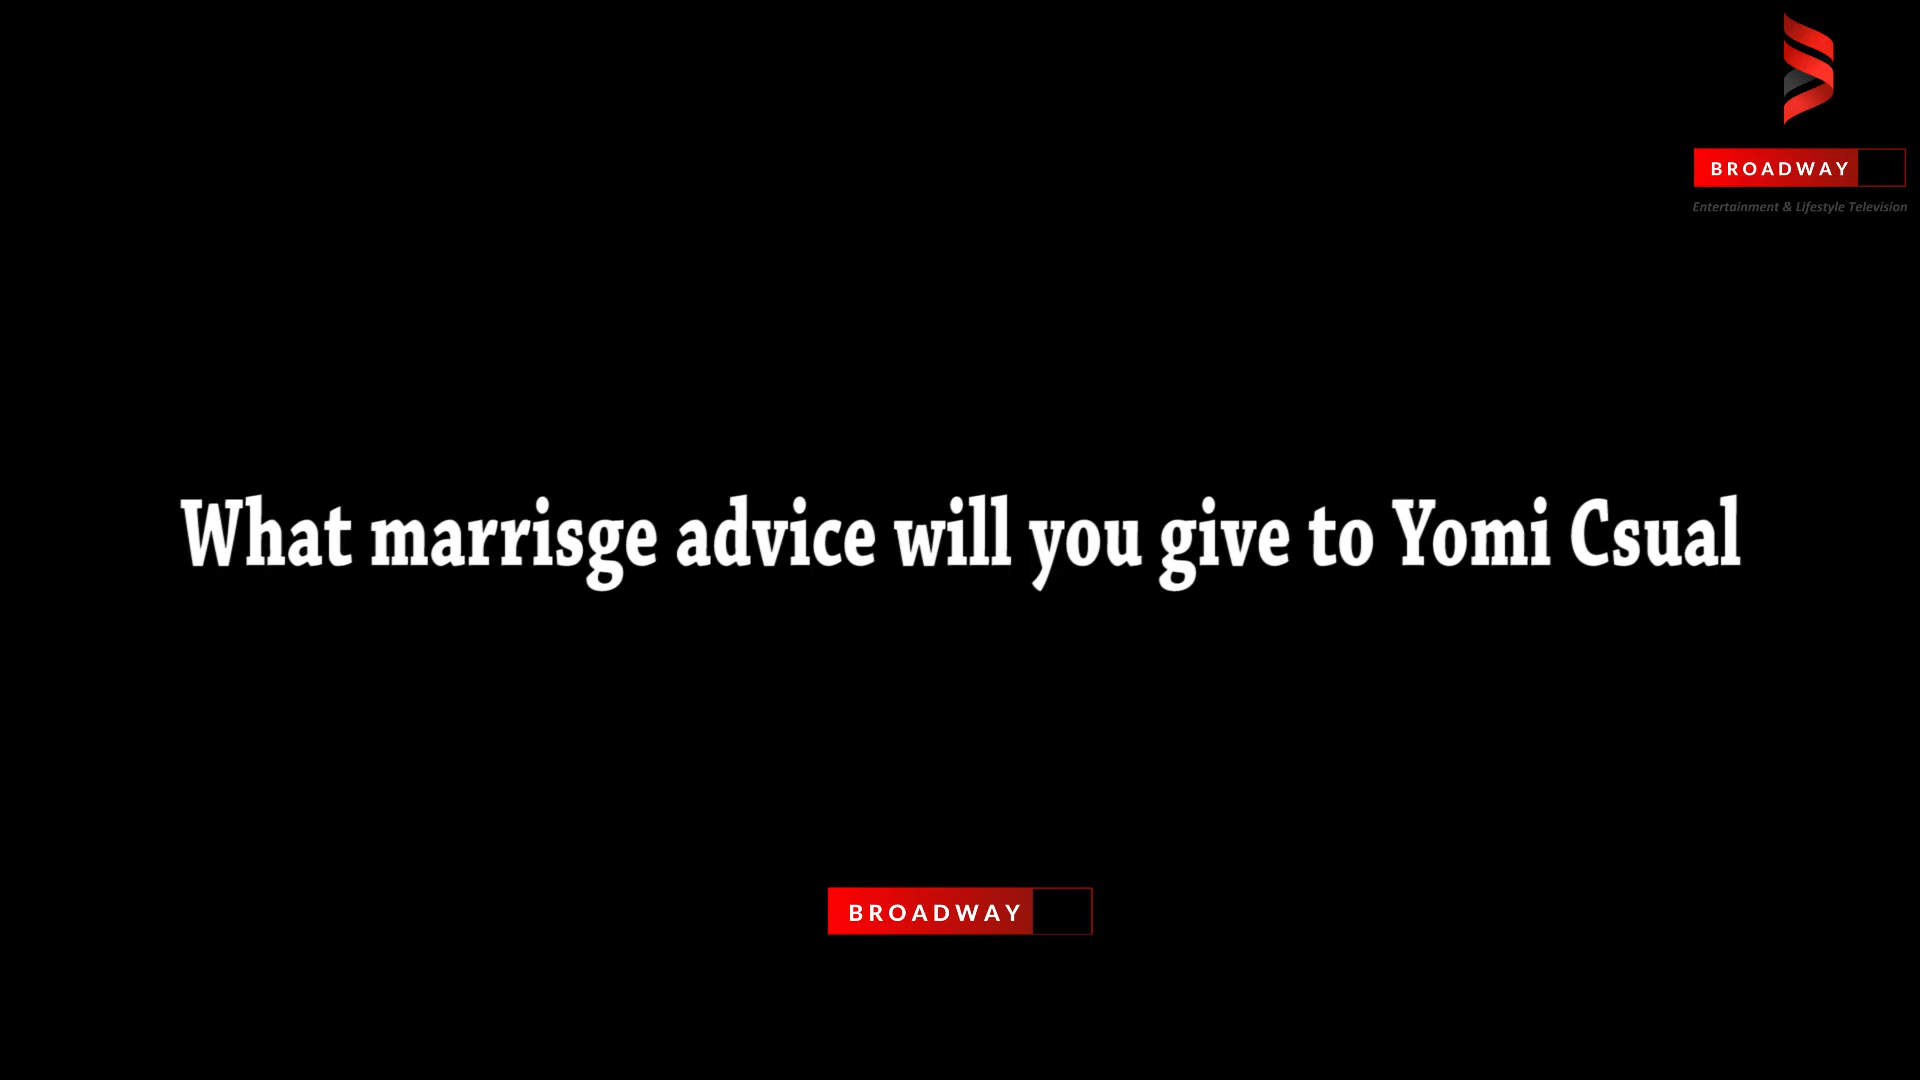 BROADWAY
Entertainment & Lifestyle Television
What marrisge advice will you give to Yomi Csual
BROADWAY